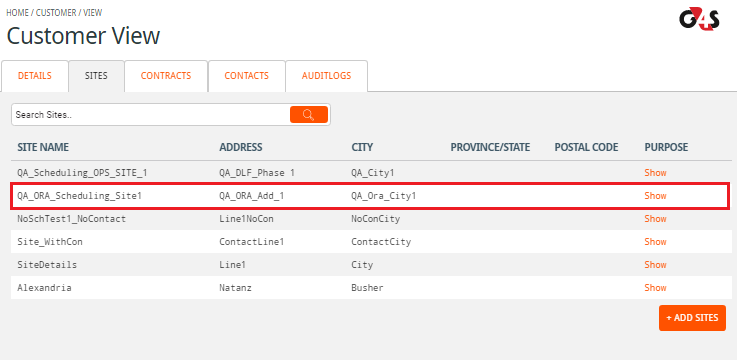 HOME / CUSTOMER / VIEW
G4S
Customer View
DETAILS SITES CONTRACTS CONTACTS AUDITLOGS
Search Sites..
SITE NAME ADDRESS CITY PROVINCE/STATE POSTAL CODE PURPOSE
QA_Scheduling_OPS_SITE_1 QA_DLF_Phase 1 QA_City1 Show
QA_ORA_Scheduling_Site1 QA_ORA_Add_1 QA_Ora_City1 Show
NoSchTest1_NoContact Line1NoCon NoConCity Show
Site_WithCon ContactLine1 ContactCity Show
SiteDetails Line1 City Show
Alexandria Natanz Busher Show
+ ADD SITES